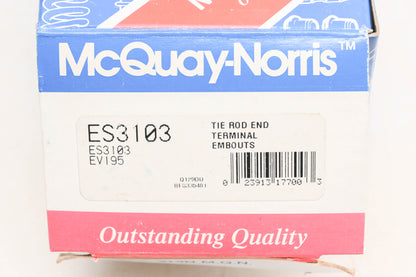 McQuay-Norris™
ES3103
ES3103
EV195
TIE ROD END
TERMINAL
EMBOUTS
0 23913 17700 3
Outstanding Quality